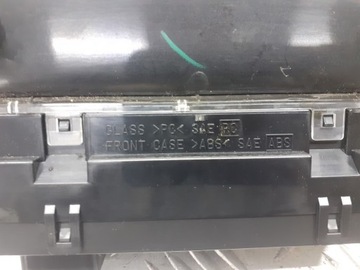 GLASS >PC< SAE PC
FRONT CASE >ABS< SAE ABS